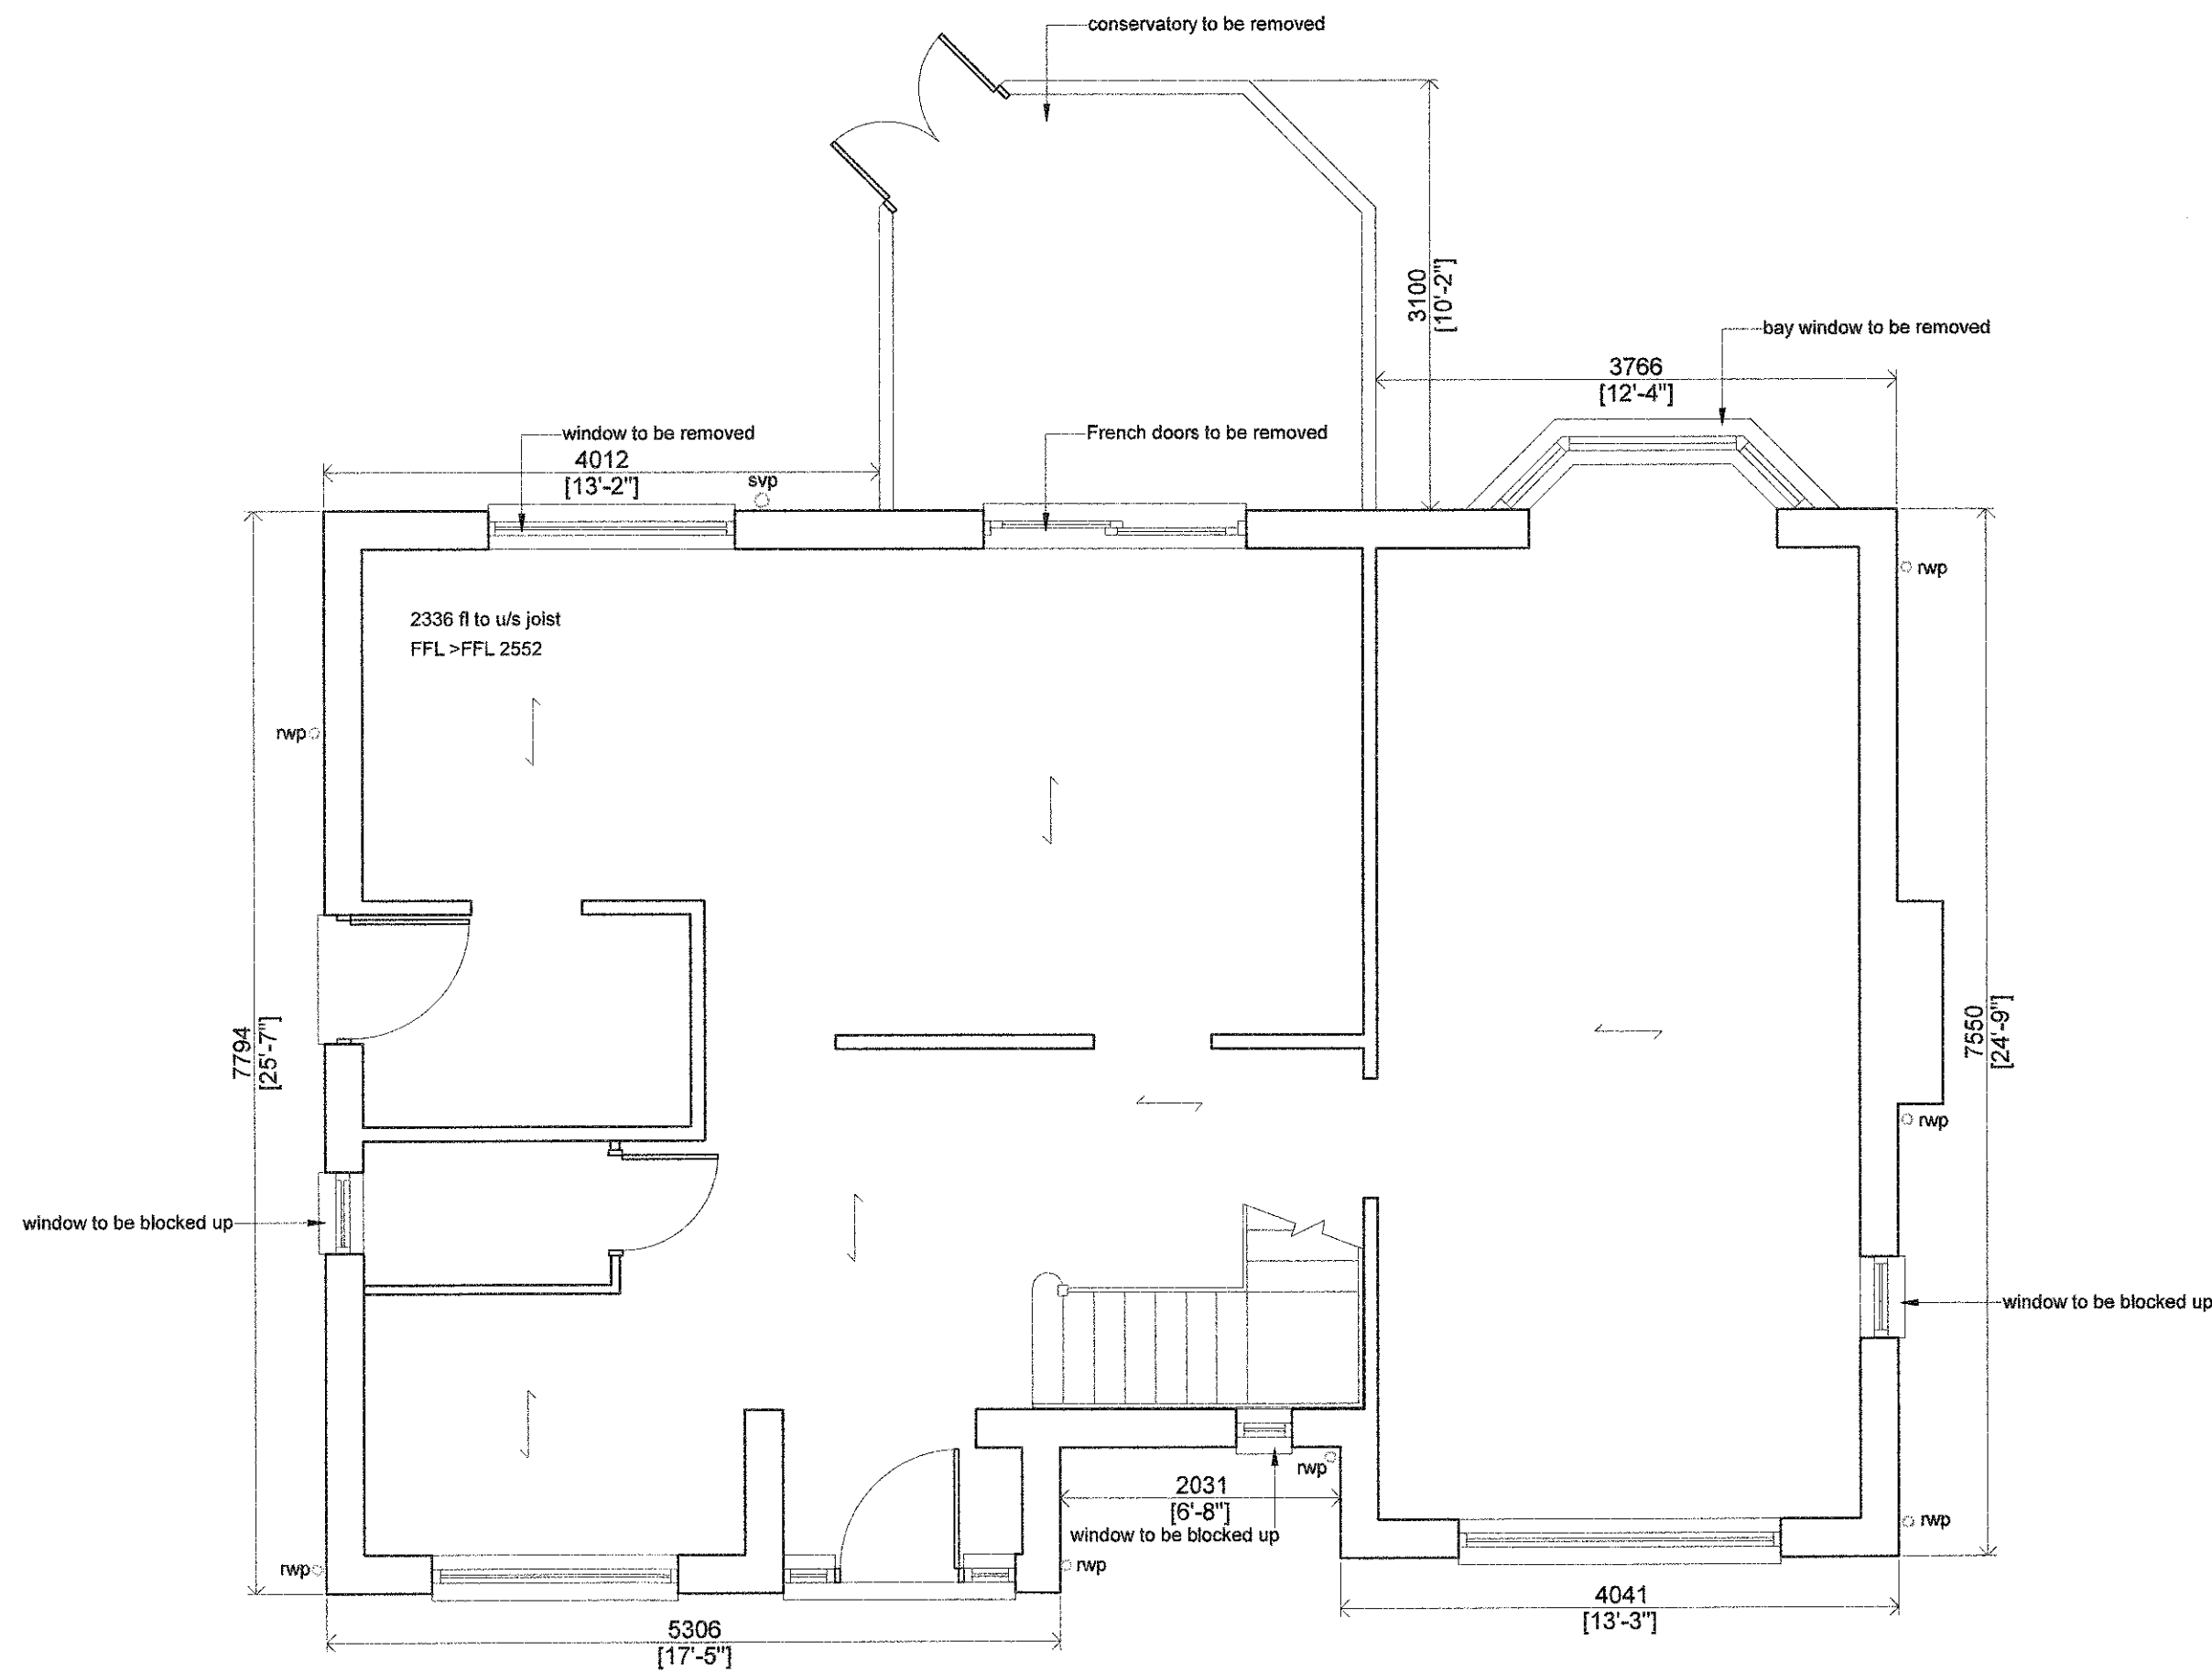 conservatory to be removed
3100
[10'-2"]
bay window to be removed
3766
[12'-4"]
window to be removed
4012
[13'-2"]
svp
French doors to be removed
rwp
2336 fl to u/s joist
FFL >FFL 2552
rwp
7794
[25'-7"]
7550
[24'-9"]
rwp
window to be blocked up
window to be blocked up
rwp
2031
[6'-8"]
window to be blocked up
rwp
rwp
rwp
4041
[13'-3"]
5306
[17'-5"]